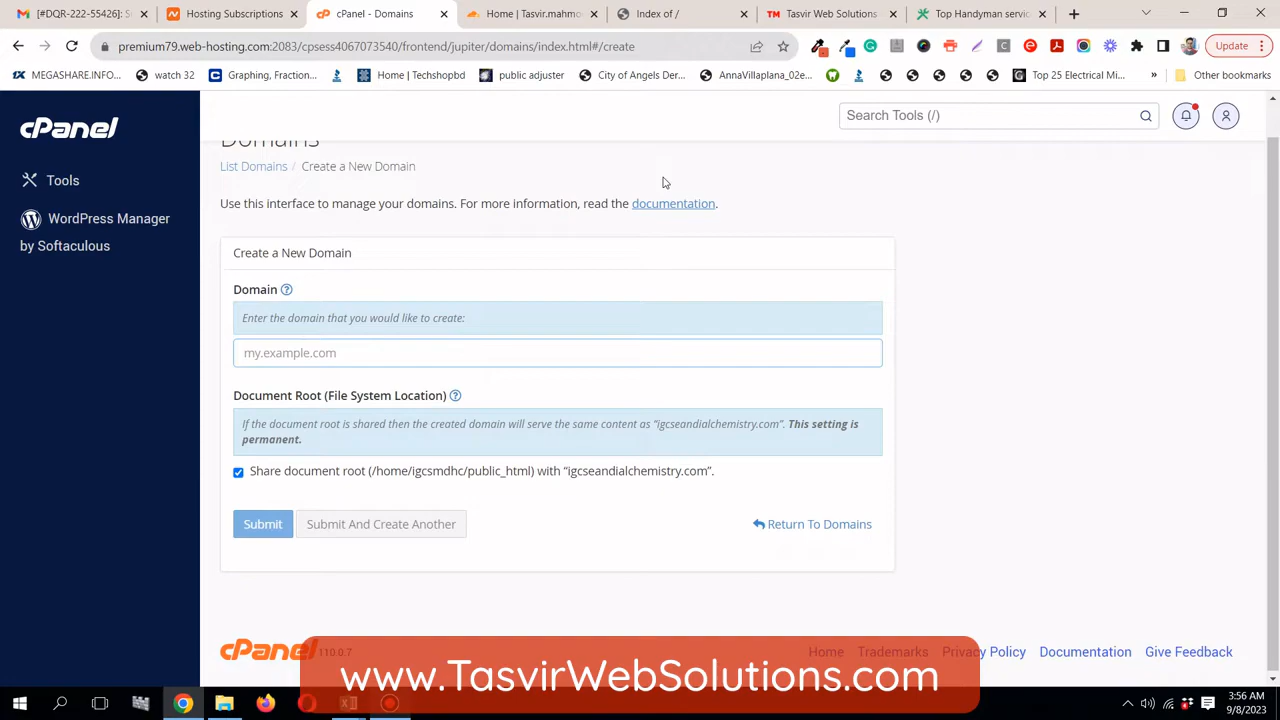 [#DQR-222-55426]: Sh
Hosting Subscriptions
cPanel - Domains
Home | Tasvir.mahmo
Index of /
Tasvir Web Solutions
Top Handyman servic
premium79.web-hosting.com:2083/
/frontend/jupiter/domains/index.html#/create
Update
MEGASHARE.INFO...
watch 32
Graphing, Fraction...
Home | Techshopbd
public adjuster
City of Angels Der...
AnnaVillaplana_02e...
Top 25 Electrical Mi...
»
Other bookmarks
cPanel
Search Tools (/)
Tools
WordPress Manager
by Softaculous
Domains
List Domains / Create a New Domain
Use this interface to manage your domains. For more information, read the documentation.
Create a New Domain
Domain
Enter the domain that you would like to create:
my.example.com
Document Root (File System Location)
If the document root is shared then the created domain will serve the same content as “igcseandialchemistry.com”. This setting is
permanent.
Share document root (/home/igcsmdhc/public_html) with “igcseandialchemistry.com”.
Submit
Submit And Create Another
Return To Domains
cPanel 110.0.7
Home
Trademarks
Privacy Policy
Documentation
Give Feedback
www.TasvirWebSolutions.com
3:56 AM
9/8/2023